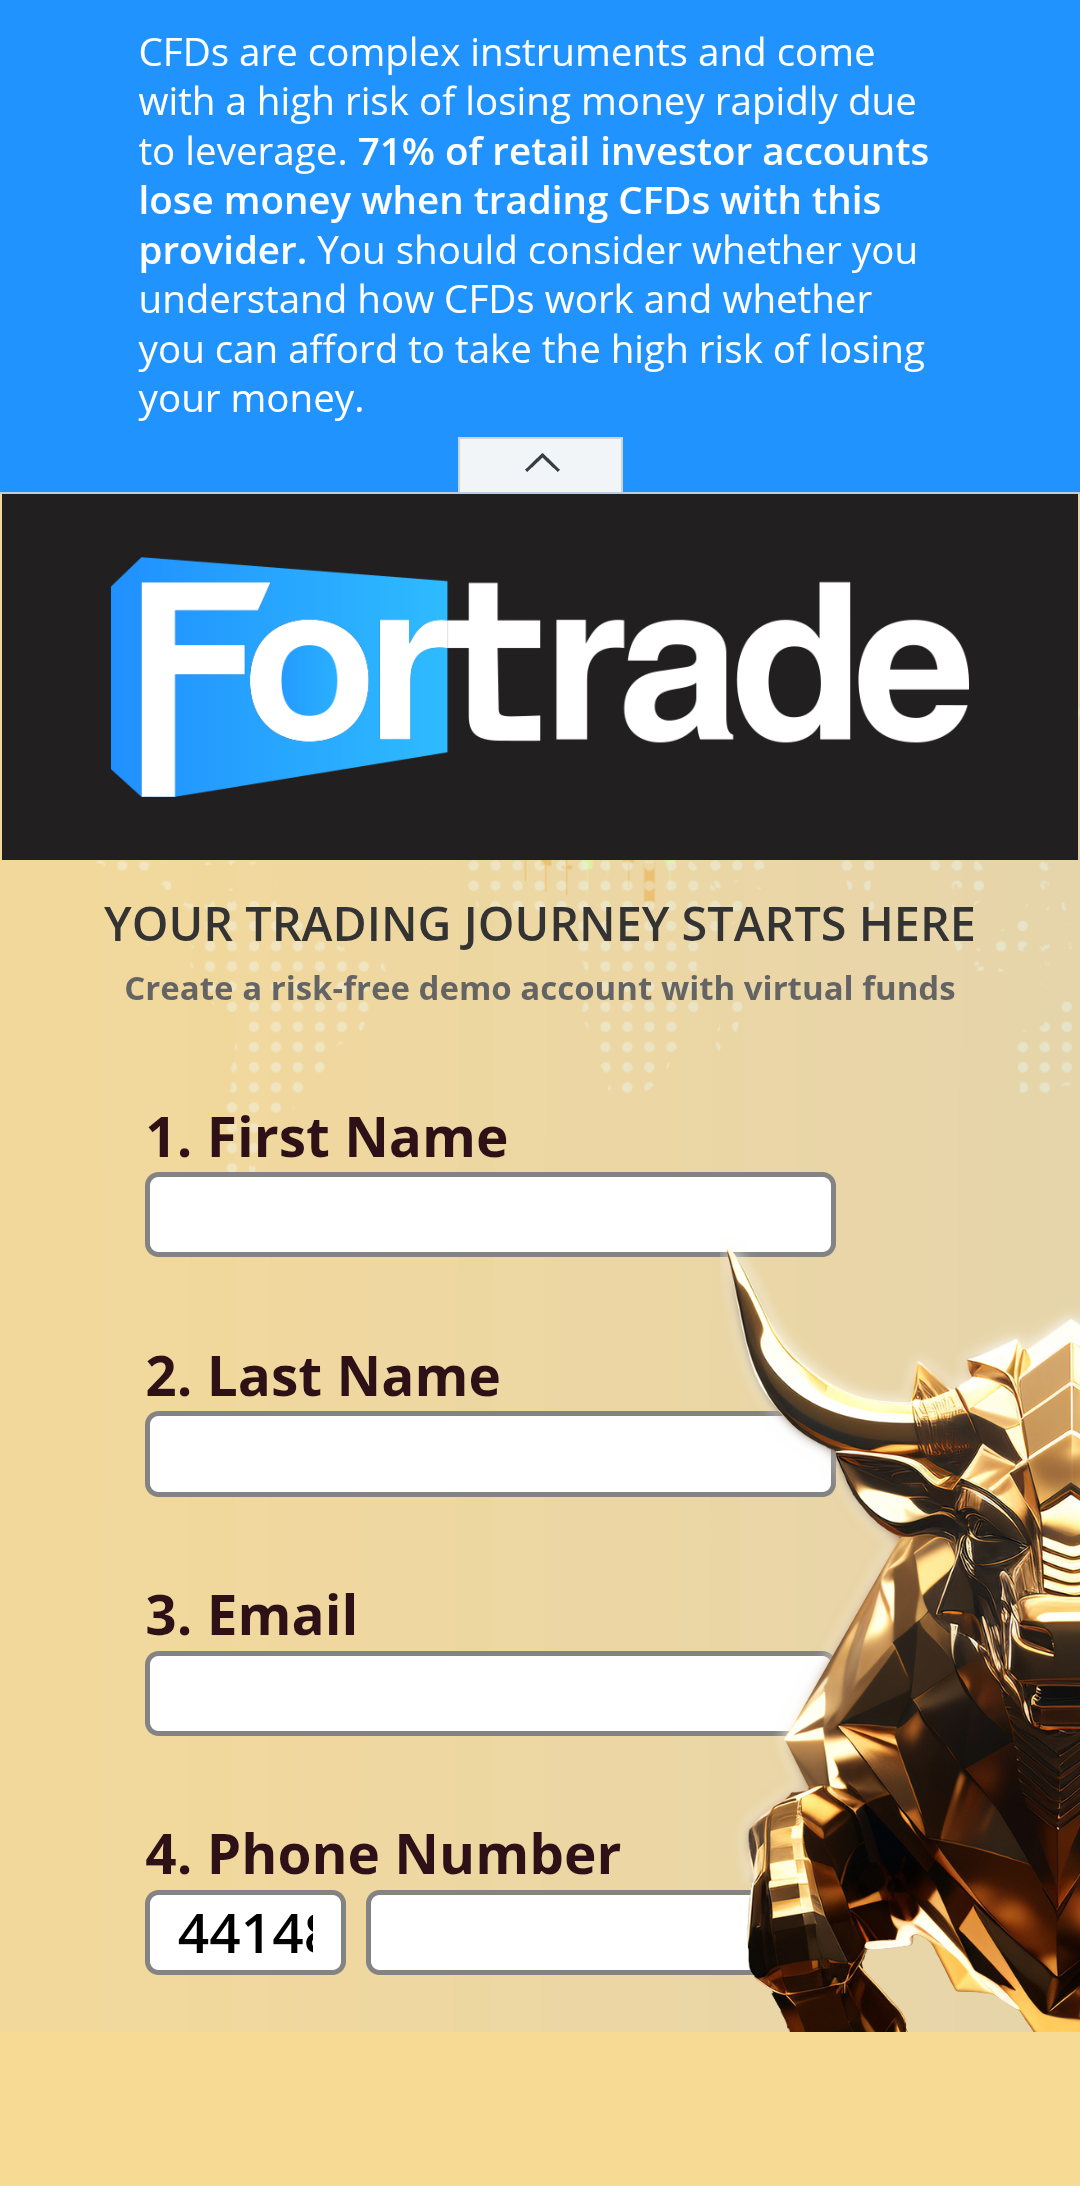 CFDs are complex instruments and come
with a high risk of losing money rapidly due
to leverage. 71% of retail investor accounts
lose money when trading CFDs with this
provider. You should consider whether you
understand how CFDs work and whether
you can afford to take the high risk of losing
your money.
Fortrade
YOUR TRADING JOURNEY STARTS HERE
Create a risk-free demo account with virtual funds
1. First Name
2. Last Name
3. Email
4. Phone Number
4414